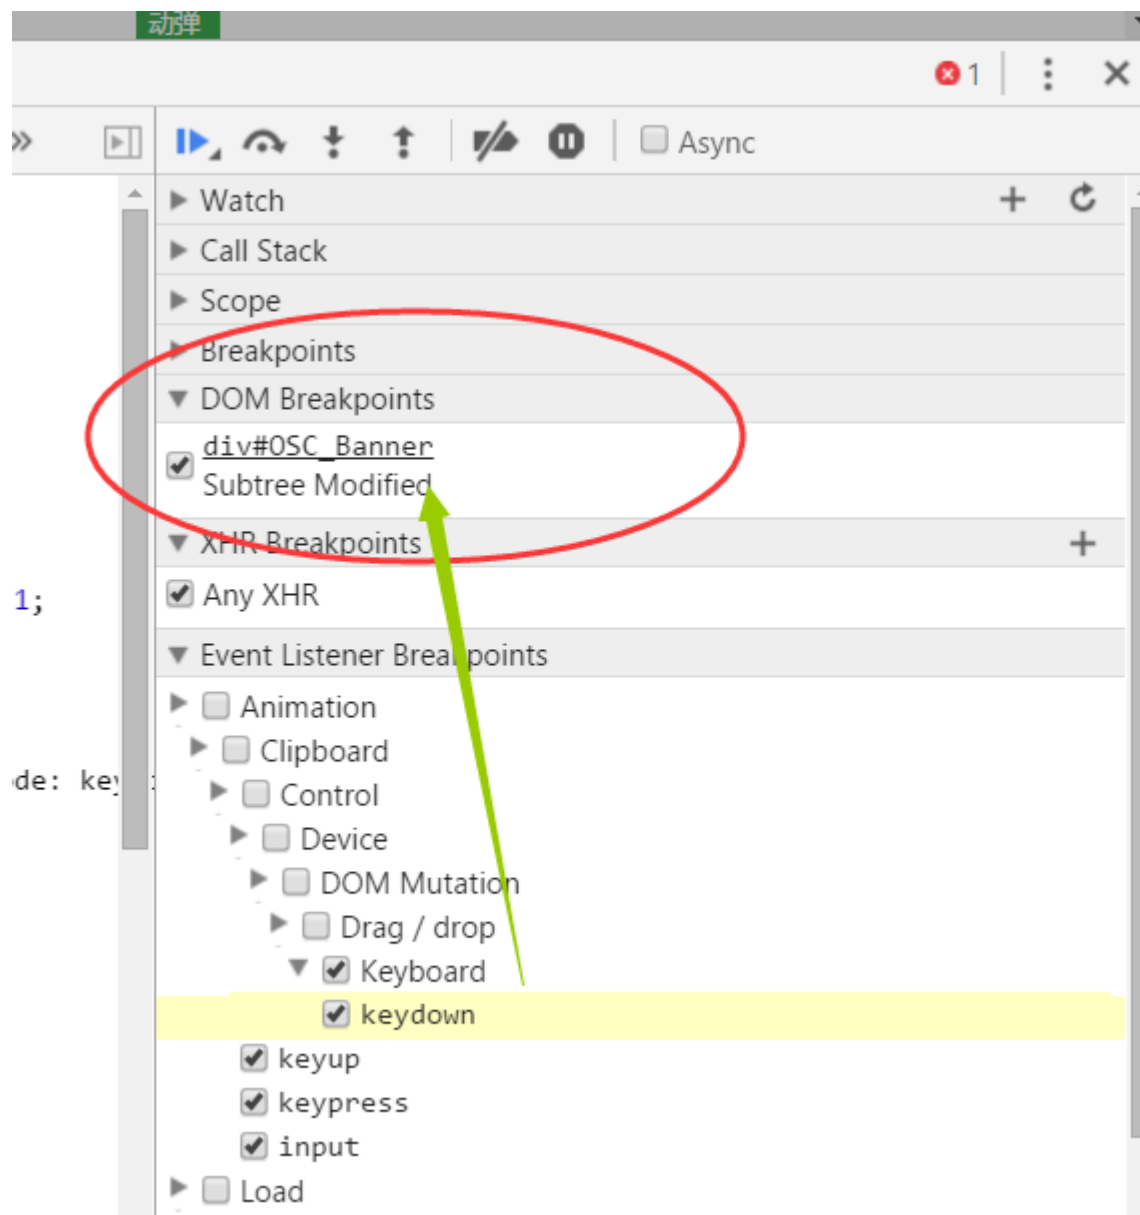 动弹
1
Async
Watch
Call Stack
Scope
Breakpoints
DOM Breakpoints
div#OSC_Banner
Subtree Modified
XHR Breakpoints
Any XHR
1;
Event Listener Breakpoints
Animation
Clipboard
de: key
Control
Device
DOM Mutation
Drag / drop
Keyboard
keydown
keyup
keypress
input
Load